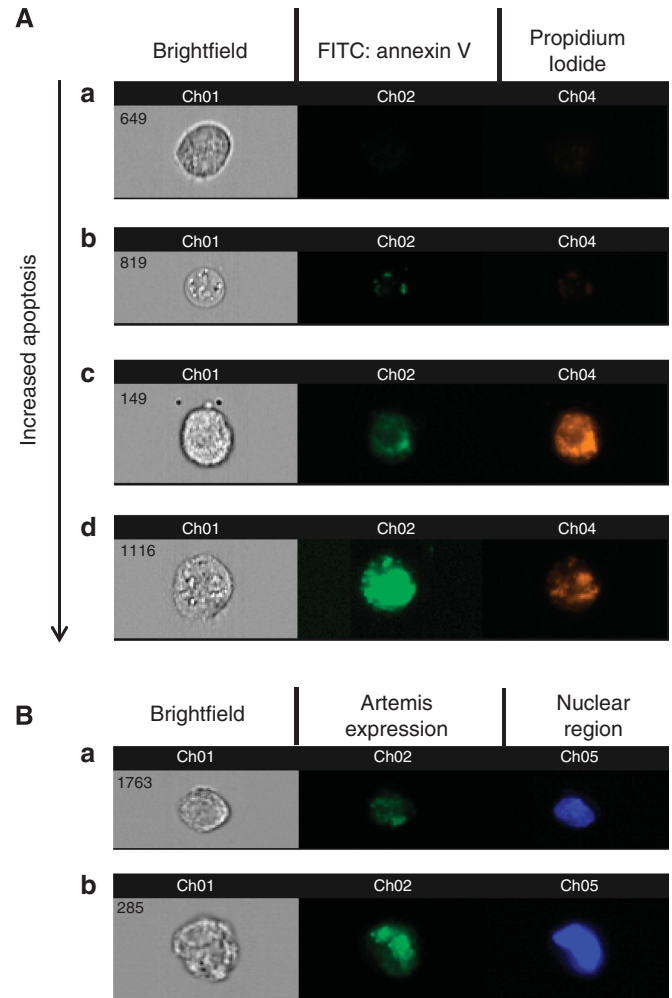 A
Brightfield
FITC: annexin V
Propidium
Iodide
Increased apoptosis
a
Ch01 Ch02 Ch04
649
b
Ch01 Ch02 Ch04
819
c
Ch01 Ch02 Ch04
149
d
Ch01 Ch02 Ch04
1116
B
Brightfield
Artemis
expression
Nuclear
region
a
Ch01 Ch02 Ch05
1763
b
Ch01 Ch02 Ch05
285